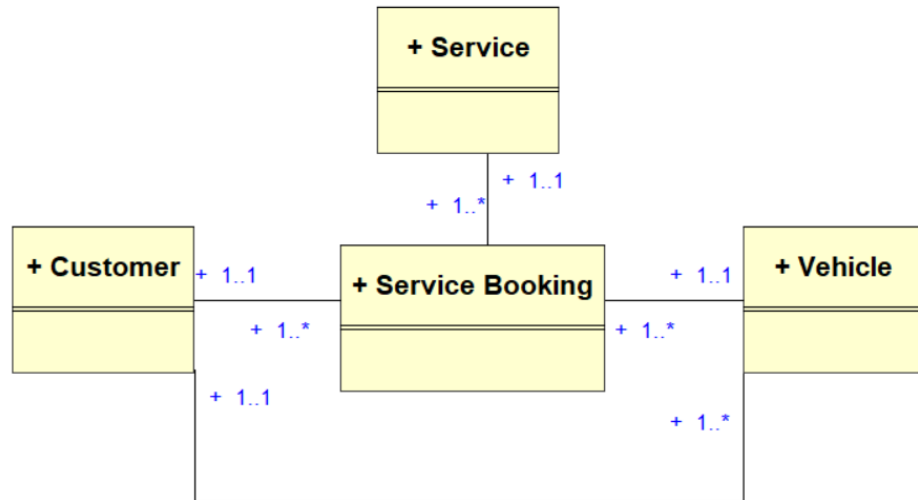 + Service
+ 1..1
+ 1..*
+ Customer
+ 1..1
+ Service Booking
+ 1..1
+ Vehicle
+ 1..*
+ 1..*
+ 1..1
+ 1..*